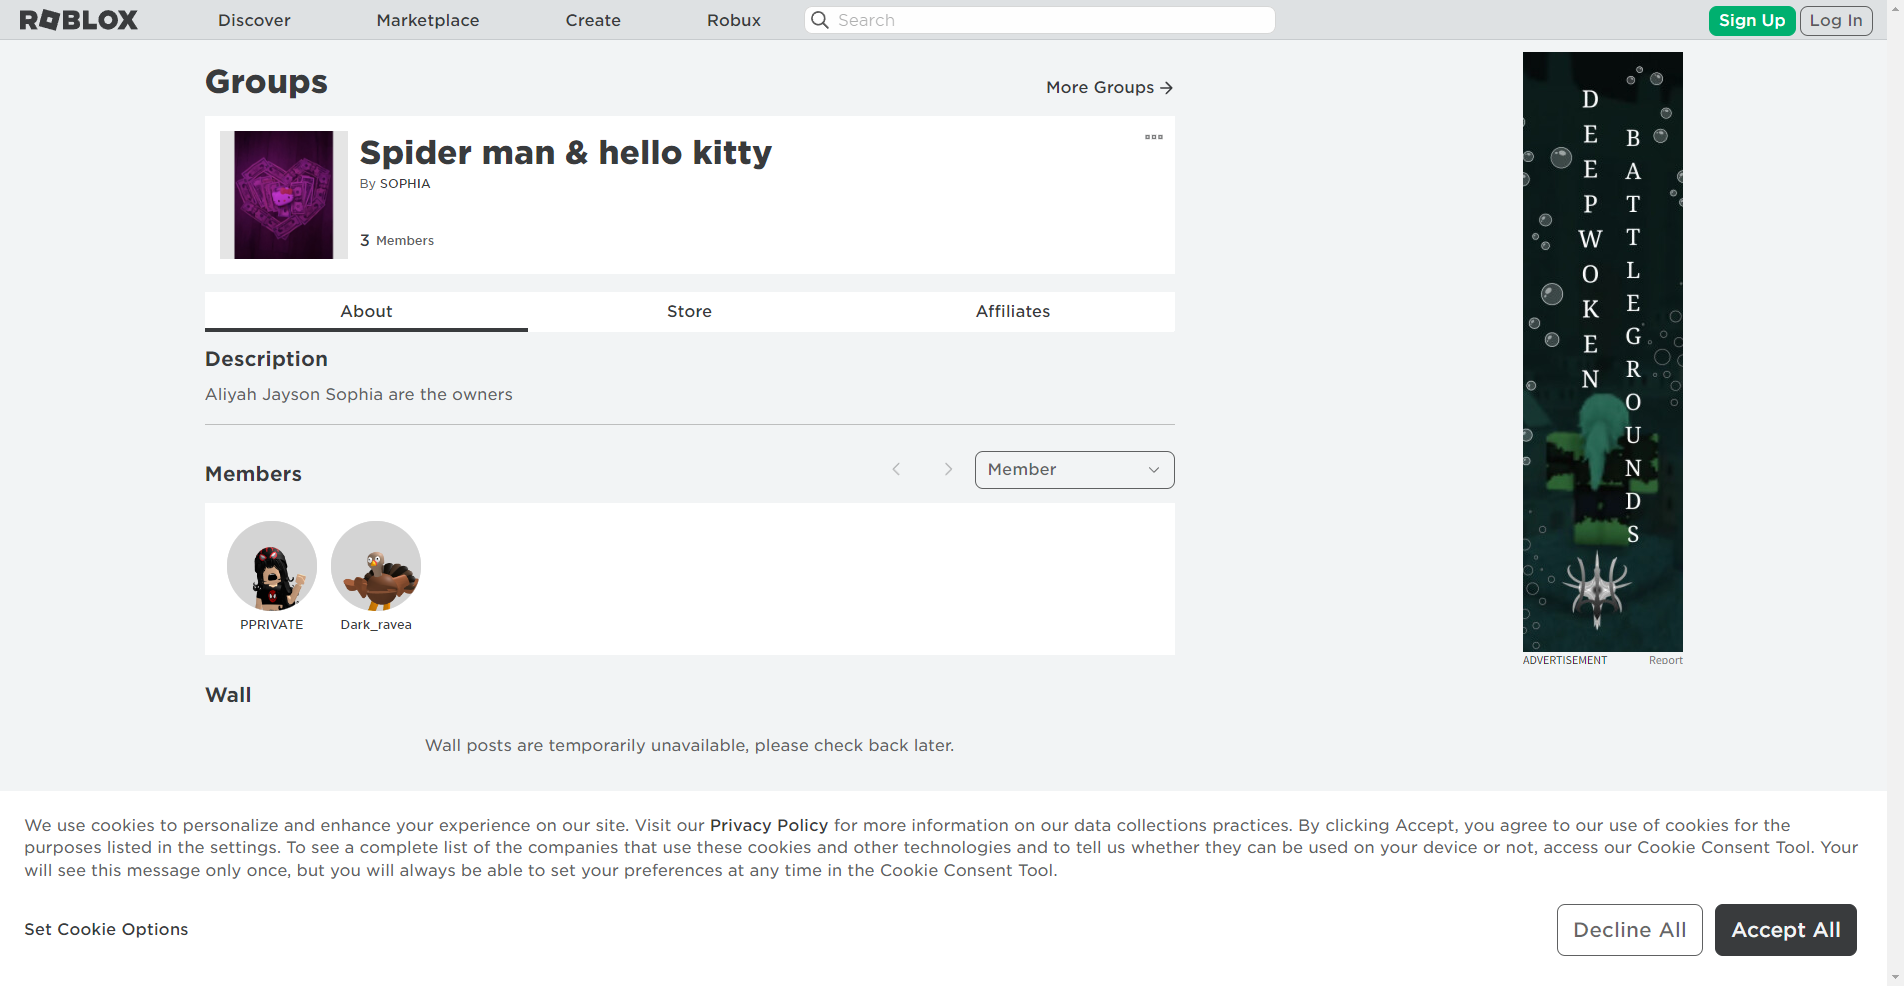 ROBLOX
Discover
Marketplace
Create
Robux
Search
Sign Up
Log In
Groups
More Groups
Spider man & hello kitty
By SOPHIA
3 Members
About
Store
Affiliates
Description
Aliyah Jayson Sophia are the owners
Members
Member
PPRIVATE
Dark_ravea
Wall
Wall posts are temporarily unavailable, please check back later.
DEEPWOKEN
BATTLEGROUNDS
ADVERTISEMENT
Report
We use cookies to personalize and enhance your experience on our site. Visit our Privacy Policy for more information on our data collections practices. By clicking Accept, you agree to our use of cookies for the
purposes listed in the settings. To see a complete list of the companies that use these cookies and other technologies and to tell us whether they can be used on your device or not, access our Cookie Consent Tool. Your
will see this message only once, but you will always be able to set your preferences at any time in the Cookie Consent Tool.
Set Cookie Options
Decline All
Accept All